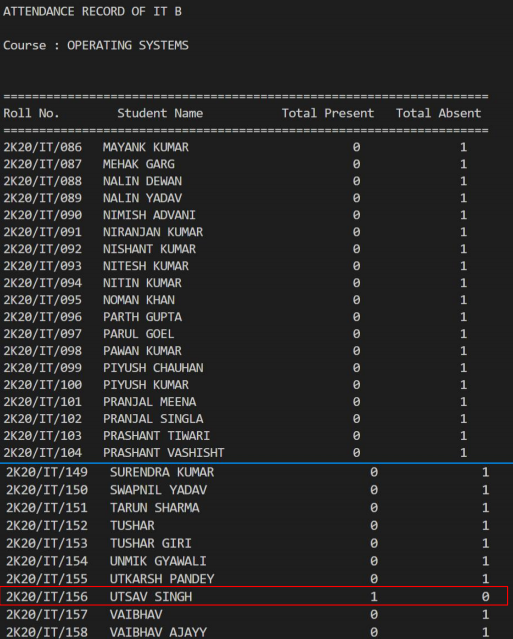 ATTENDANCE RECORD OF IT B
Course : OPERATING SYSTEMS
====================================================================
Roll No. Student Name Total Present Total Absent
====================================================================
2K20/IT/086 MAYANK KUMAR 0 1
2K20/IT/087 MEHAK GARG 0 1
2K20/IT/088 NALIN DEWAN 0 1
2K20/IT/089 NALIN YADAV 0 1
2K20/IT/090 NIMISH ADVANI 0 1
2K20/IT/091 NIRANJAN KUMAR 0 1
2K20/IT/092 NISHANT KUMAR 0 1
2K20/IT/093 NITESH KUMAR 0 1
2K20/IT/094 NITIN KUMAR 0 1
2K20/IT/095 NOMAN KHAN 0 1
2K20/IT/096 PARTH GUPTA 0 1
2K20/IT/097 PARUL GOEL 0 1
2K20/IT/098 PAWAN KUMAR 0 1
2K20/IT/099 PIYUSH CHAUHAN 0 1
2K20/IT/100 PIYUSH KUMAR 0 1
2K20/IT/101 PRANJAL MEENA 0 1
2K20/IT/102 PRANJAL SINGLA 0 1
2K20/IT/103 PRASHANT TIWARI 0 1
2K20/IT/104 PRASHANT VASHISHT 0 1
2K20/IT/149 SURENDRA KUMAR 0 1
2K20/IT/150 SWAPNIL YADAV 0 1
2K20/IT/151 TARUN SHARMA 0 1
2K20/IT/152 TUSHAR 0 1
2K20/IT/153 TUSHAR GIRI 0 1
2K20/IT/154 UNMIK GYAWALI 0 1
2K20/IT/155 UTKARSH PANDEY 0 1
2K20/IT/156 UTSAV SINGH 1 0
2K20/IT/157 VAIBHAV 0 1
2K20/IT/158 VAIBHAV AJAYY 0 1